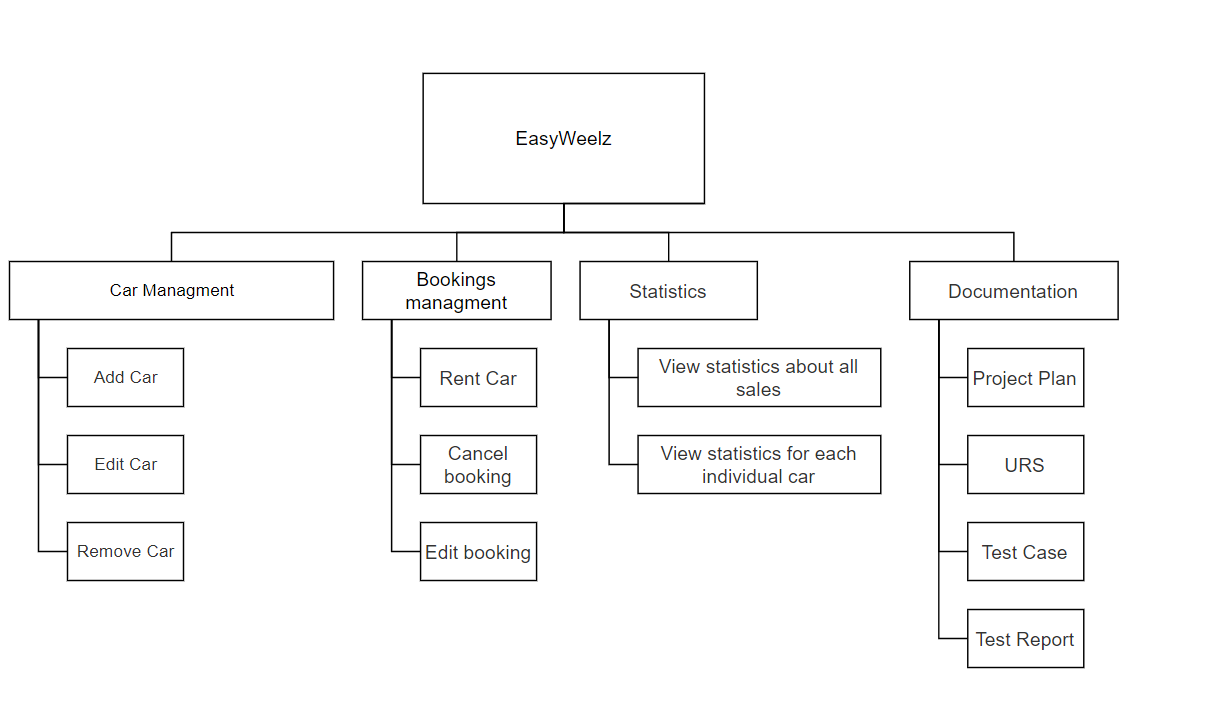 EasyWeelz
Car Managment
Bookings
managment
Statistics
Documentation
Add Car
Edit Car
Remove Car
Rent Car
Cancel
booking
Edit booking
View statistics about all
sales
View statistics for each
individual car
Project Plan
URS
Test Case
Test Report